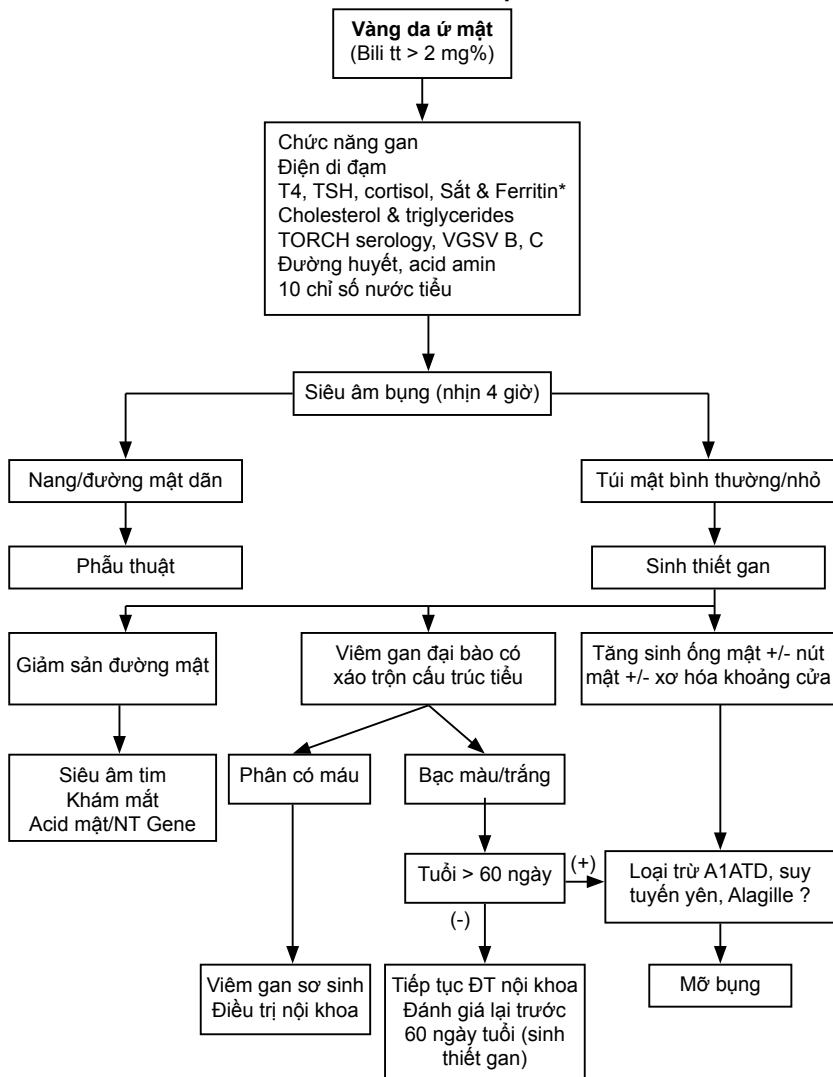 Vàng da ứ mật
(Bili tt > 2 mg%)
Chức năng gan
Điện di đạm
T4, TSH, cortisol, Sắt & Ferritin*
Cholesterol & triglycerides
TORCH serology, VGSV B, C
Đường huyết, acid amin
10 chỉ số nước tiểu
Siêu âm bụng (nhịn 4 giờ)
Nang/đường mật dãn
Túi mật bình thường/nhỏ
Phẫu thuật
Sinh thiết gan
Giảm sản đường mật
Viêm gan đại bào có
xáo trộn cấu trúc tiểu
Tăng sinh ống mật +/- nút
mật +/- xơ hóa khoảng cửa
Siêu âm tim
Khám mắt
Acid mật/NT Gene
Phân có máu
Bạc màu/trắng
Tuổi > 60 ngày
(+)
Loại trừ A1ATD, suy
tuyến yên, Alagille ?
(-)
Viêm gan sơ sinh
Điều trị nội khoa
Tiếp tục ĐT nội khoa
Đánh giá lại trước
60 ngày tuổi (sinh
thiết gan)
Mỡ bụng